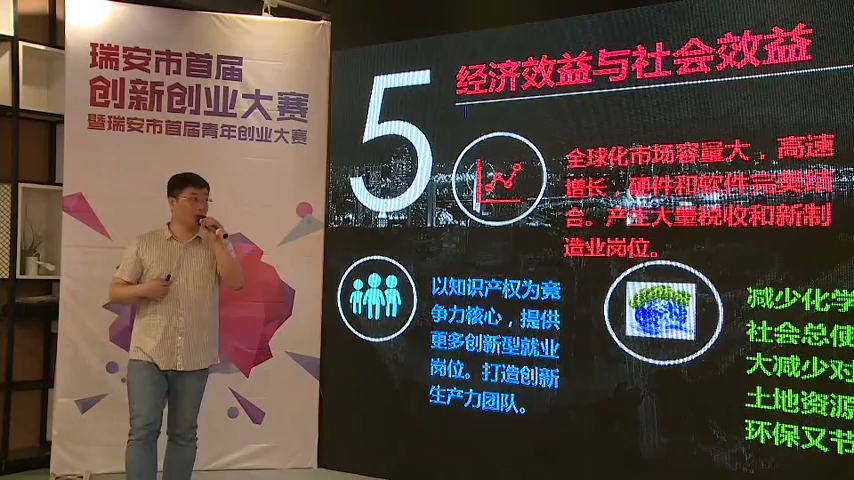 瑞安市首届
创新创业大赛
暨瑞安市首届青年创业大赛
5
经济效益与社会效益
全球化市场容量大，高速
增长，硬件和软件完美结
合。产生大量税收和新制
造业岗位。
以知识产权为竞
争力核心，提供
更多创新型就业
岗位。打造创新
生产力团队。
减少化学
社会总使
大减少对
土地资源
环保又节